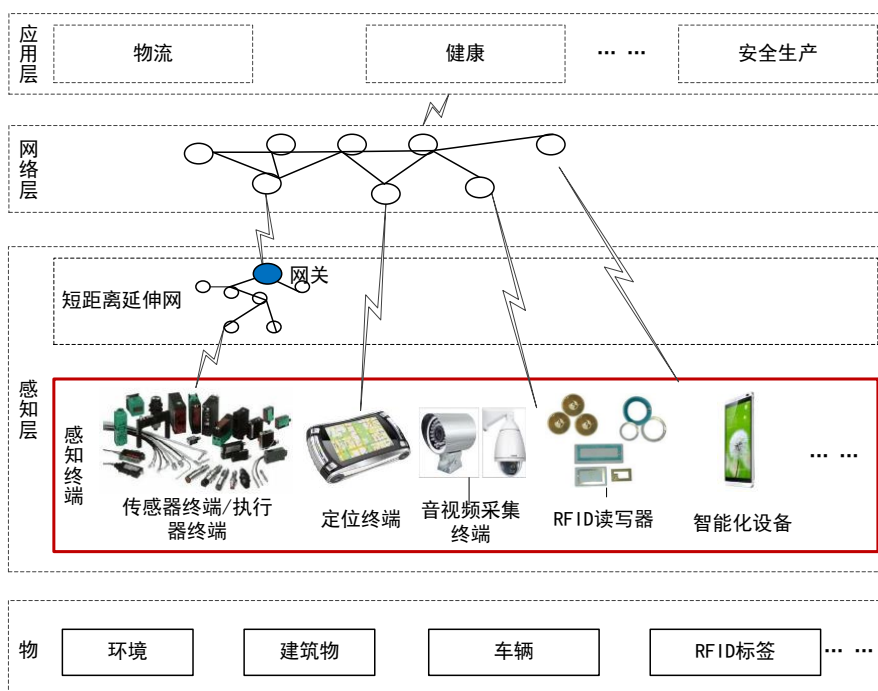 应用层
物流
健康
… …
安全生产
网络层
网关
短距离延伸网
感知层
感知终端
传感器终端/执行
器终端
定位终端
音视频采集
终端
RFID读写器
智能化设备
… …
物
环境
建筑物
车辆
RFID标签
… …